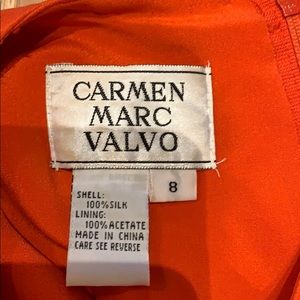 CARMEN
MARC
VALVO
8
SHELL:
100%SILK
LINING:
100%ACETATE
MADE IN CHINA
CARE SEE REVERSE